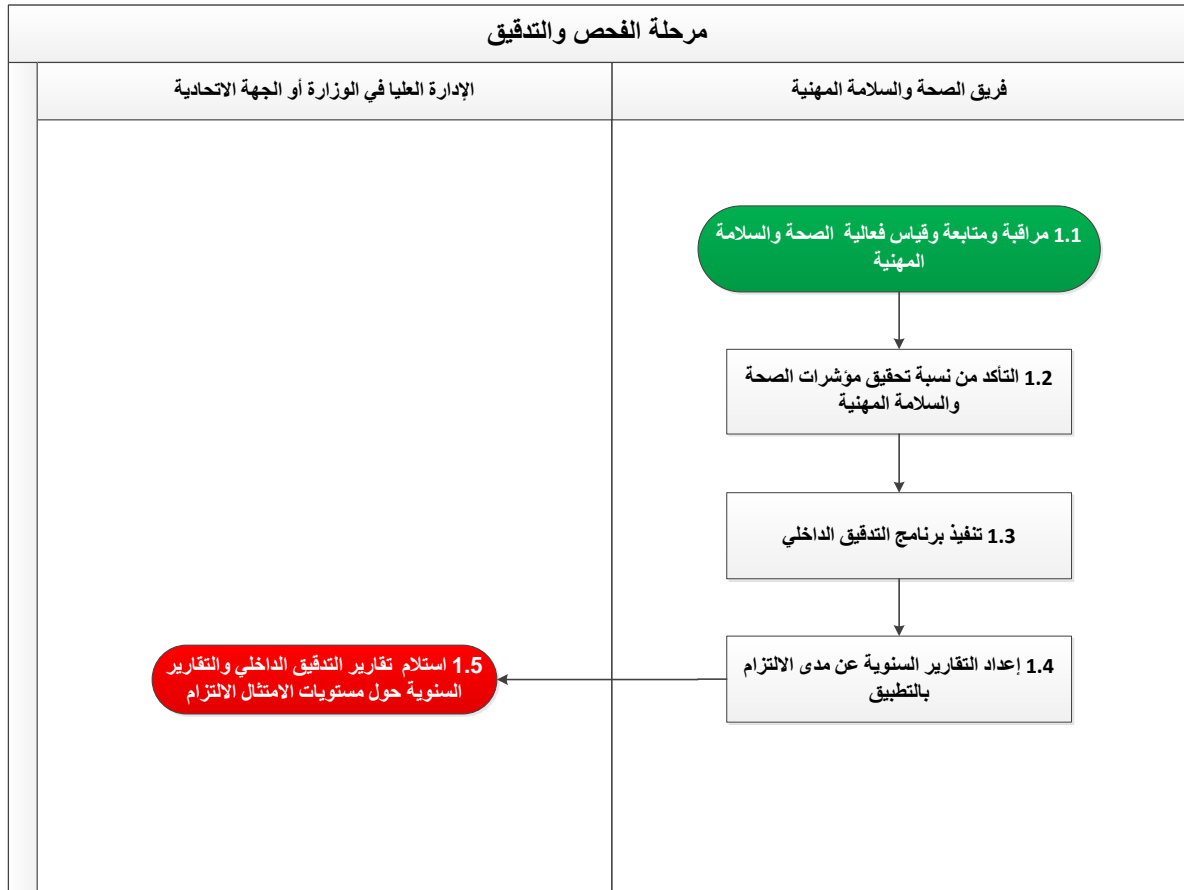 مرحلة الفحص والتدقيق
فريق الصحة والسلامة المهنية
الإدارة العليا في الوزارة أو الجهة الاتحادية
1.1 مراقبة ومتابعة وقياس فعالية الصحة والسلامة
المهنية
1.2 التأكد من نسبة تحقيق مؤشرات الصحة
والسلامة المهنية
1.3 تنفيذ برنامج التدقيق الداخلي
1.4 إعداد التقارير السنوية عن مدى الالتزام
بالتطبيق
1.5 استلام تقارير التدقيق الداخلي والتقارير
السنوية حول مستويات الامتثال الالتزام